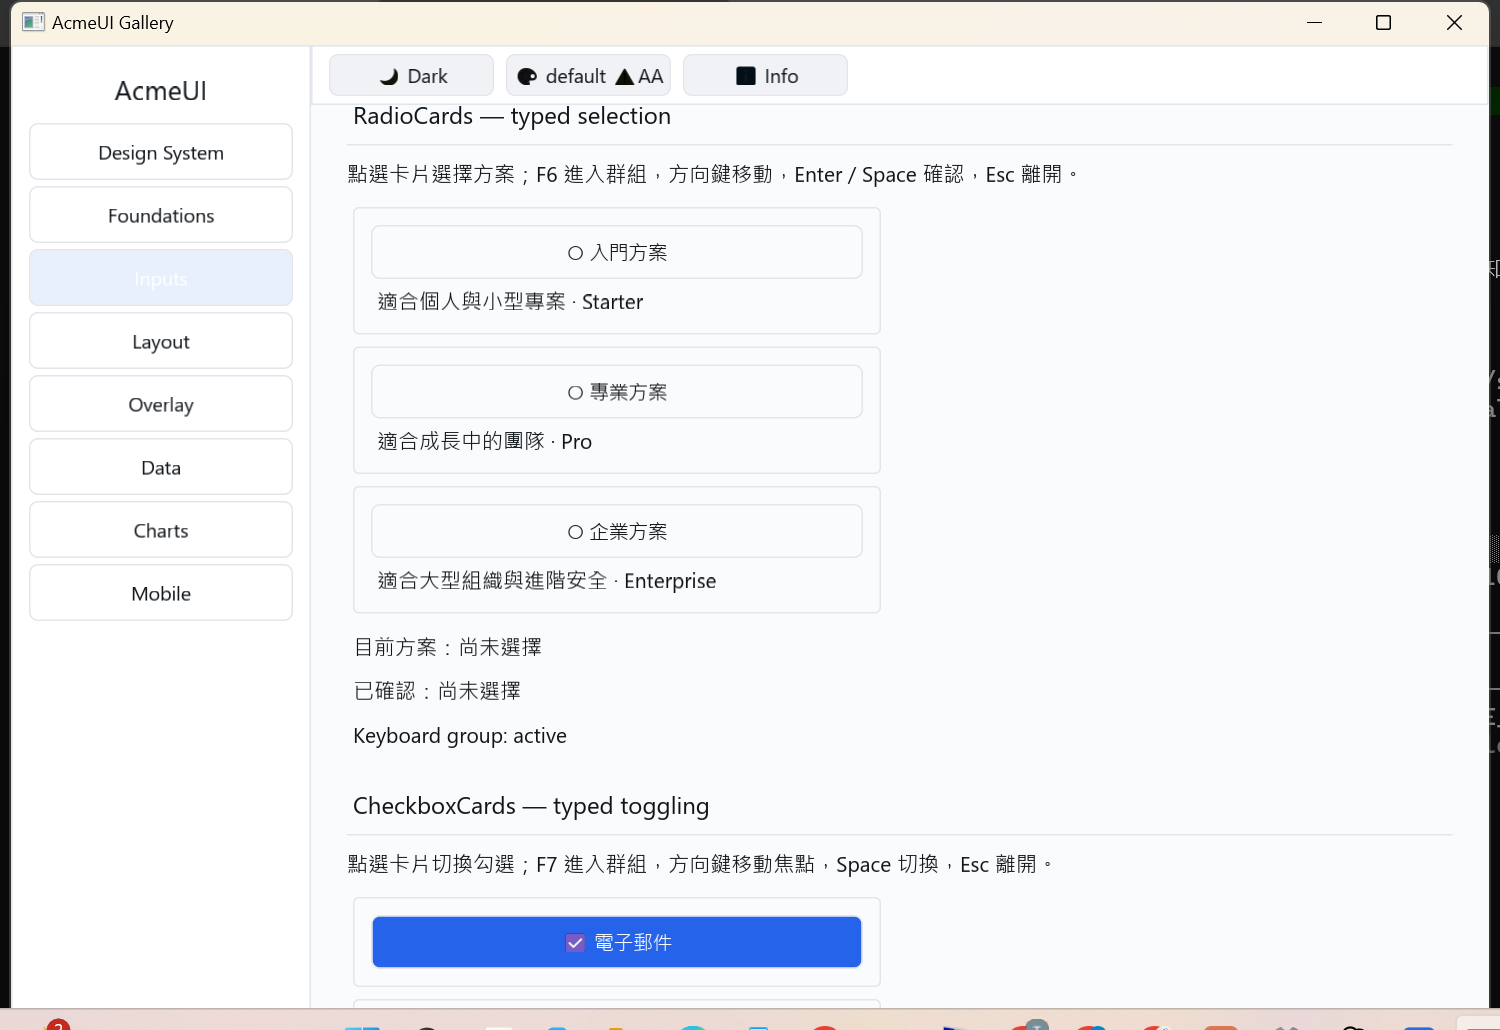 AcmeUI Gallery
AcmeUI
Design System
Foundations
Inputs
Layout
Overlay
Data
Charts
Mobile
Dark
default ▲AA
Info
RadioCards — typed selection
點選卡片選擇方案；F6 進入群組，方向鍵移動，Enter / Space 確認，Esc 離開。
○ 入門方案
適合個人與小型專案 · Starter
○ 專業方案
適合成長中的團隊 · Pro
○ 企業方案
適合大型組織與進階安全 · Enterprise
目前方案：尚未選擇
已確認：尚未選擇
Keyboard group: active
CheckboxCards — typed toggling
點選卡片切換勾選；F7 進入群組，方向鍵移動焦點，Space 切換，Esc 離開。
電子郵件